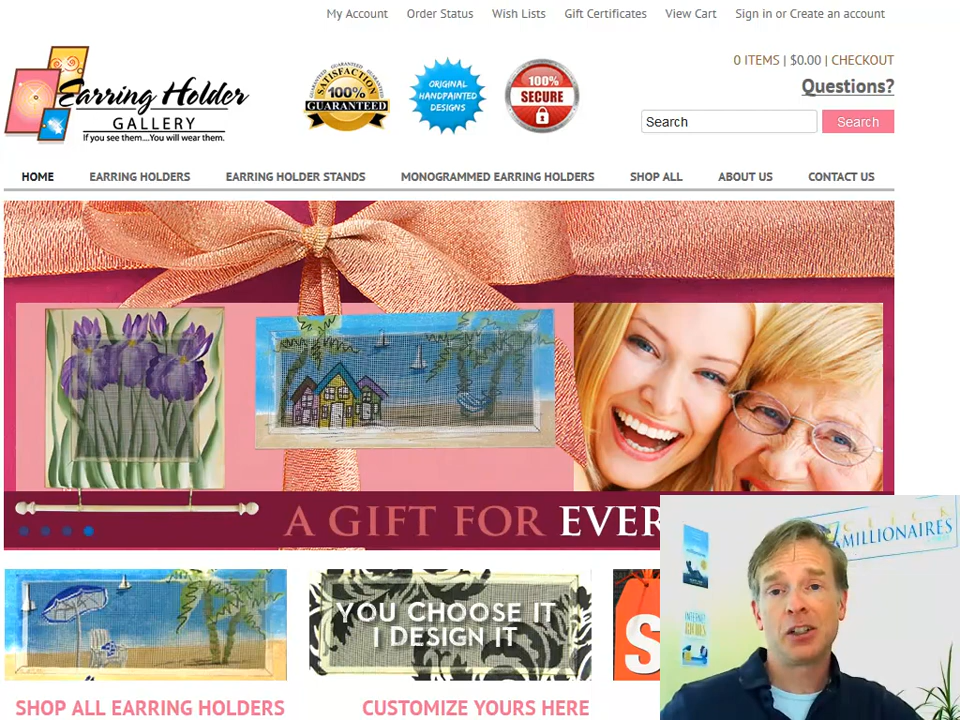 My Account Order Status Wish Lists Gift Certificates View Cart Sign in or Create an account
0 ITEMS | $0.00 | CHECKOUT
Questions?
Search Search
Earring Holder
GALLERY
If you see them....You will wear them.
SATISFACTION
100%
GUARANTEED
ORIGINAL
HANDPAINTED
DESIGNS
100%
SECURE
HOME EARRING HOLDERS EARRING HOLDER STANDS MONOGRAMMED EARRING HOLDERS SHOP ALL ABOUT US CONTACT US
A GIFT FOR EVER
CLICK
MILLIONAIRES
YOU CHOOSE IT
I DESIGN IT
S
INTERNET
RICHES
SHOP ALL EARRING HOLDERS CUSTOMIZE YOURS HERE